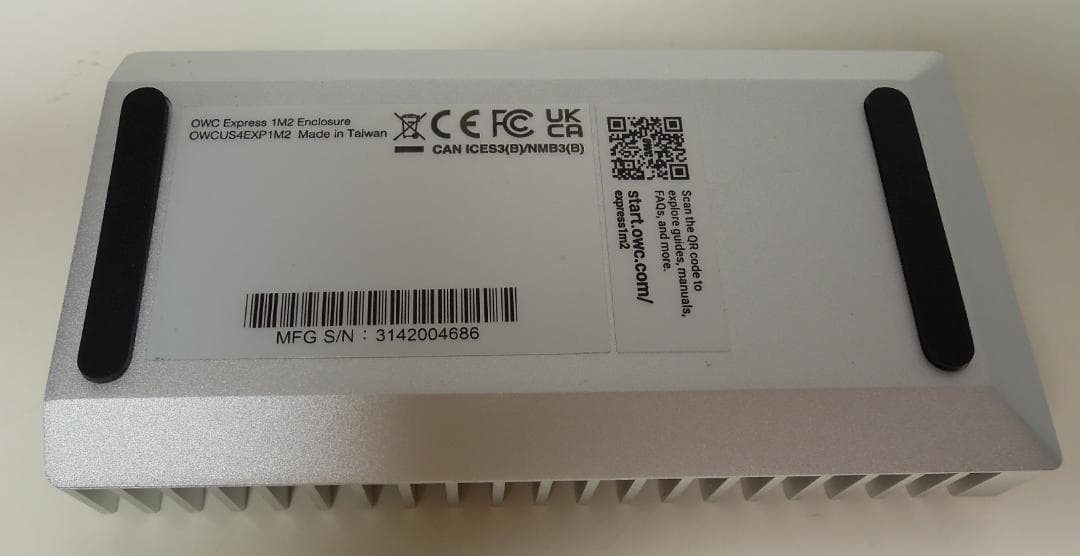 OWC Express 1M2 Enclosure
OWCUS4EXP1M2 Made in Taiwan
CE FC UK CA
CAN ICES3(B)/NMB3(B)
MFG S/N : 3142004686
OWC
Scan the QR code to
explore guides, manuals,
FAQs, and more.
start.owc.com/
express1m2